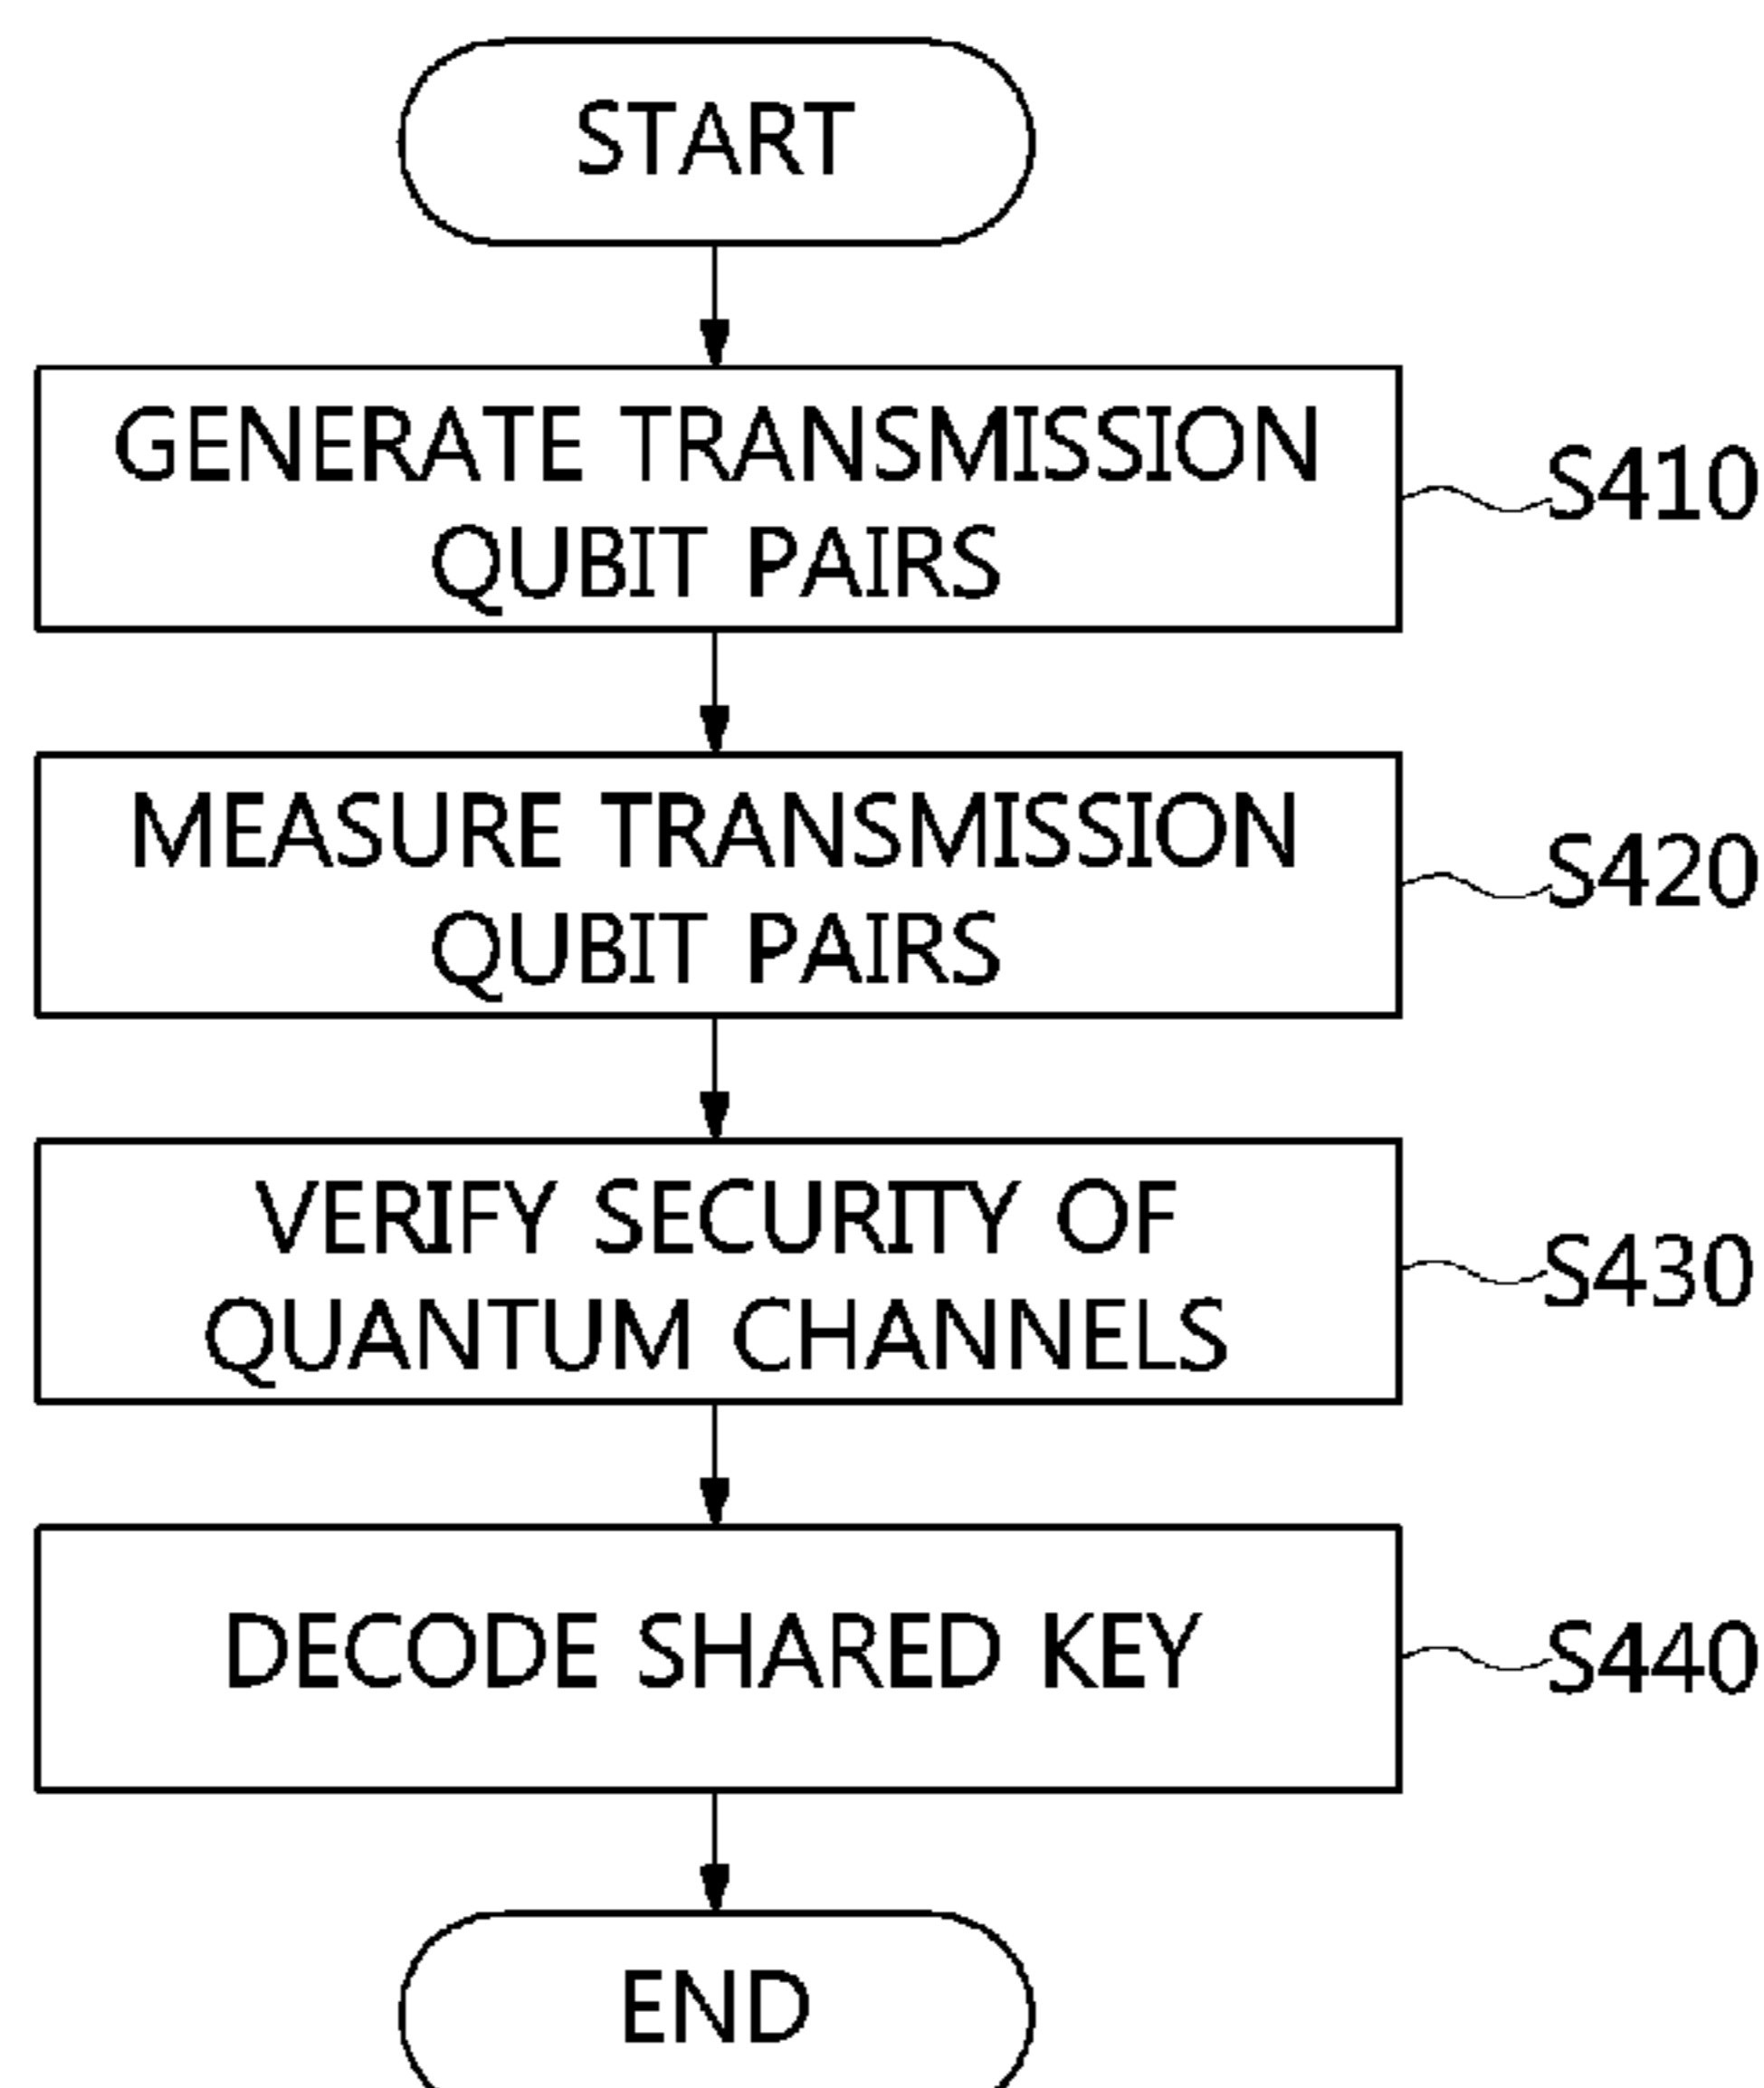 START
GENERATE TRANSMISSION
QUBIT PAIRS
S410
MEASURE TRANSMISSION
QUBIT PAIRS
S420
VERIFY SECURITY OF
QUANTUM CHANNELS
S430
DECODE SHARED KEY
S440
END